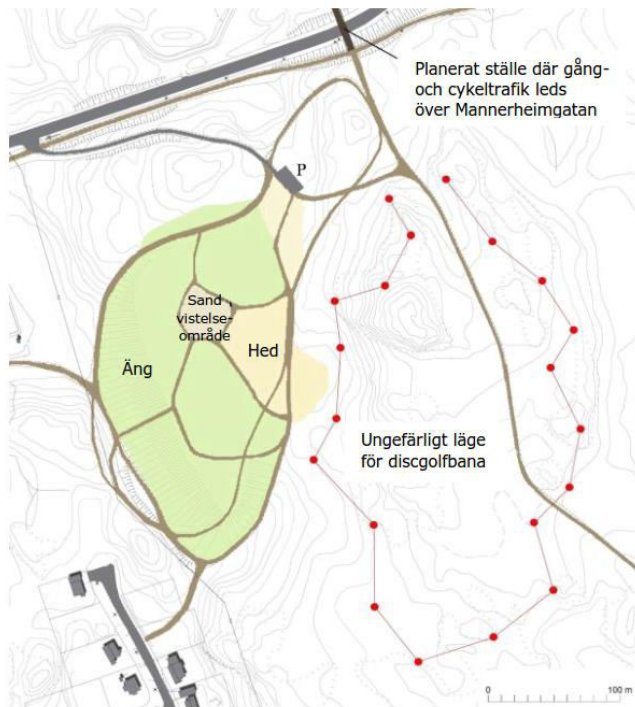 Planerat ställe där gång-
och cykeltrafik leds
över Mannerheimgatan
P
Sand
vistelse-
område
Hed
Äng
Ungefärligt läge
för discgolfbana
0 100 m